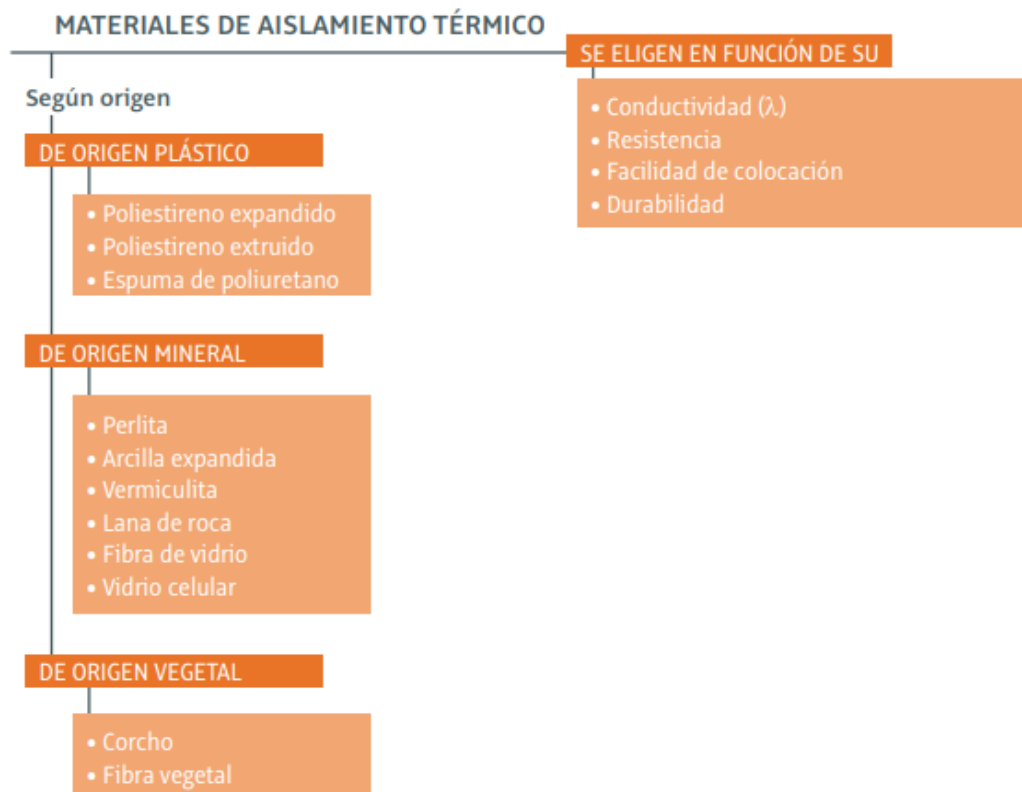 MATERIALES DE AISLAMIENTO TÉRMICO
SE ELIGEN EN FUNCIÓN DE SU
• Conductividad (λ)
• Resistencia
• Facilidad de colocación
• Durabilidad
Según origen
DE ORIGEN PLÁSTICO
• Poliestireno expandido
• Poliestireno extruido
• Espuma de poliuretano
DE ORIGEN MINERAL
• Perlita
• Arcilla expandida
• Vermiculita
• Lana de roca
• Fibra de vidrio
• Vidrio celular
DE ORIGEN VEGETAL
• Corcho
• Fibra vegetal